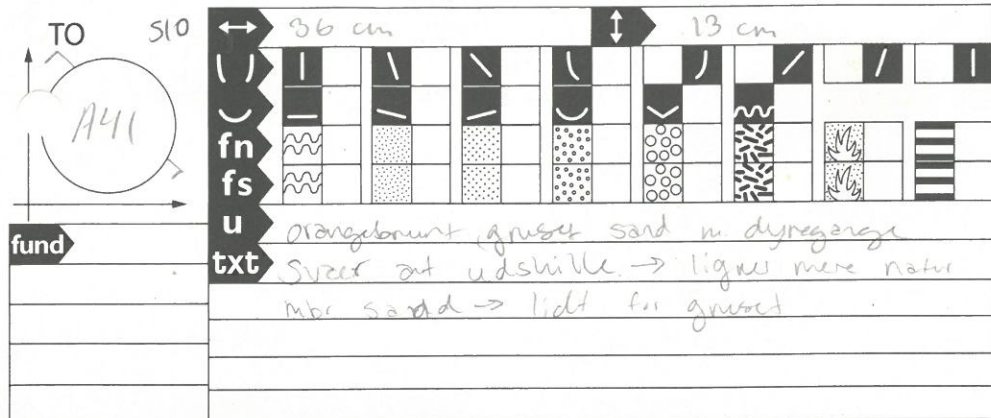 TO S10
A41
36 cm 13 cm
fn
fs
u orangebrunt, gruset sand m. dyregange
fund
txt Svær at udskille → ligner mere natur
mbr sand → lidt for gruset